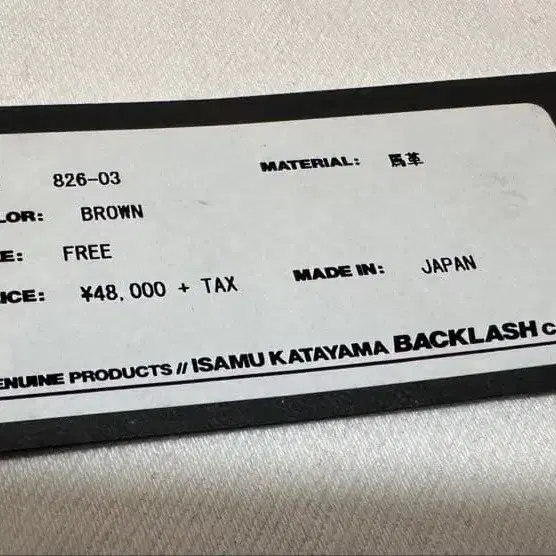 826-03
MATERIAL: 馬革
LOR: BROWN
E: FREE
ICE: ¥48,000 + TAX
MADE IN: JAPAN
ENUINE PRODUCTS // ISAMU KATAYAMA BACKLASH C